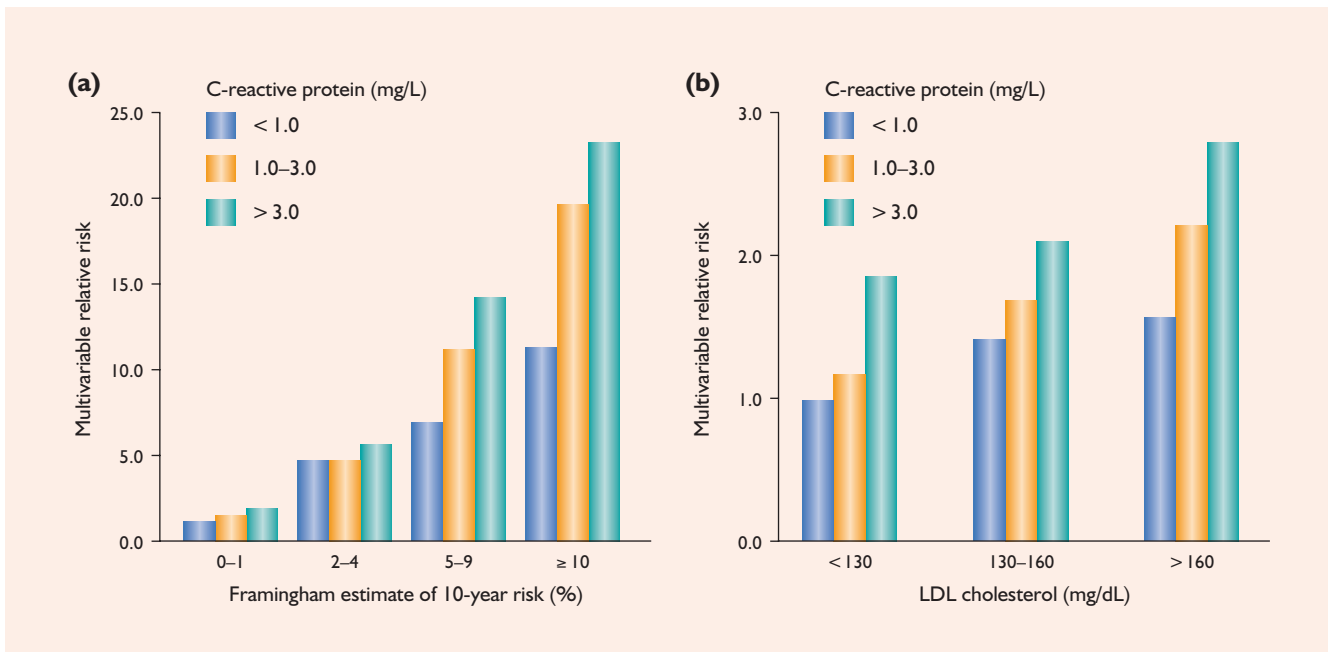 (a)
C-reactive protein (mg/L)
< 1.0
1.0–3.0
> 3.0
Multivariable relative risk
25.0
20.0
15.0
10.0
5.0
0.0
0–1
2–4
5–9
≥ 10
Framingham estimate of 10-year risk (%)
(b)
C-reactive protein (mg/L)
< 1.0
1.0–3.0
> 3.0
Multivariable relative risk
3.0
2.0
1.0
0.0
< 130
130–160
> 160
LDL cholesterol (mg/dL)